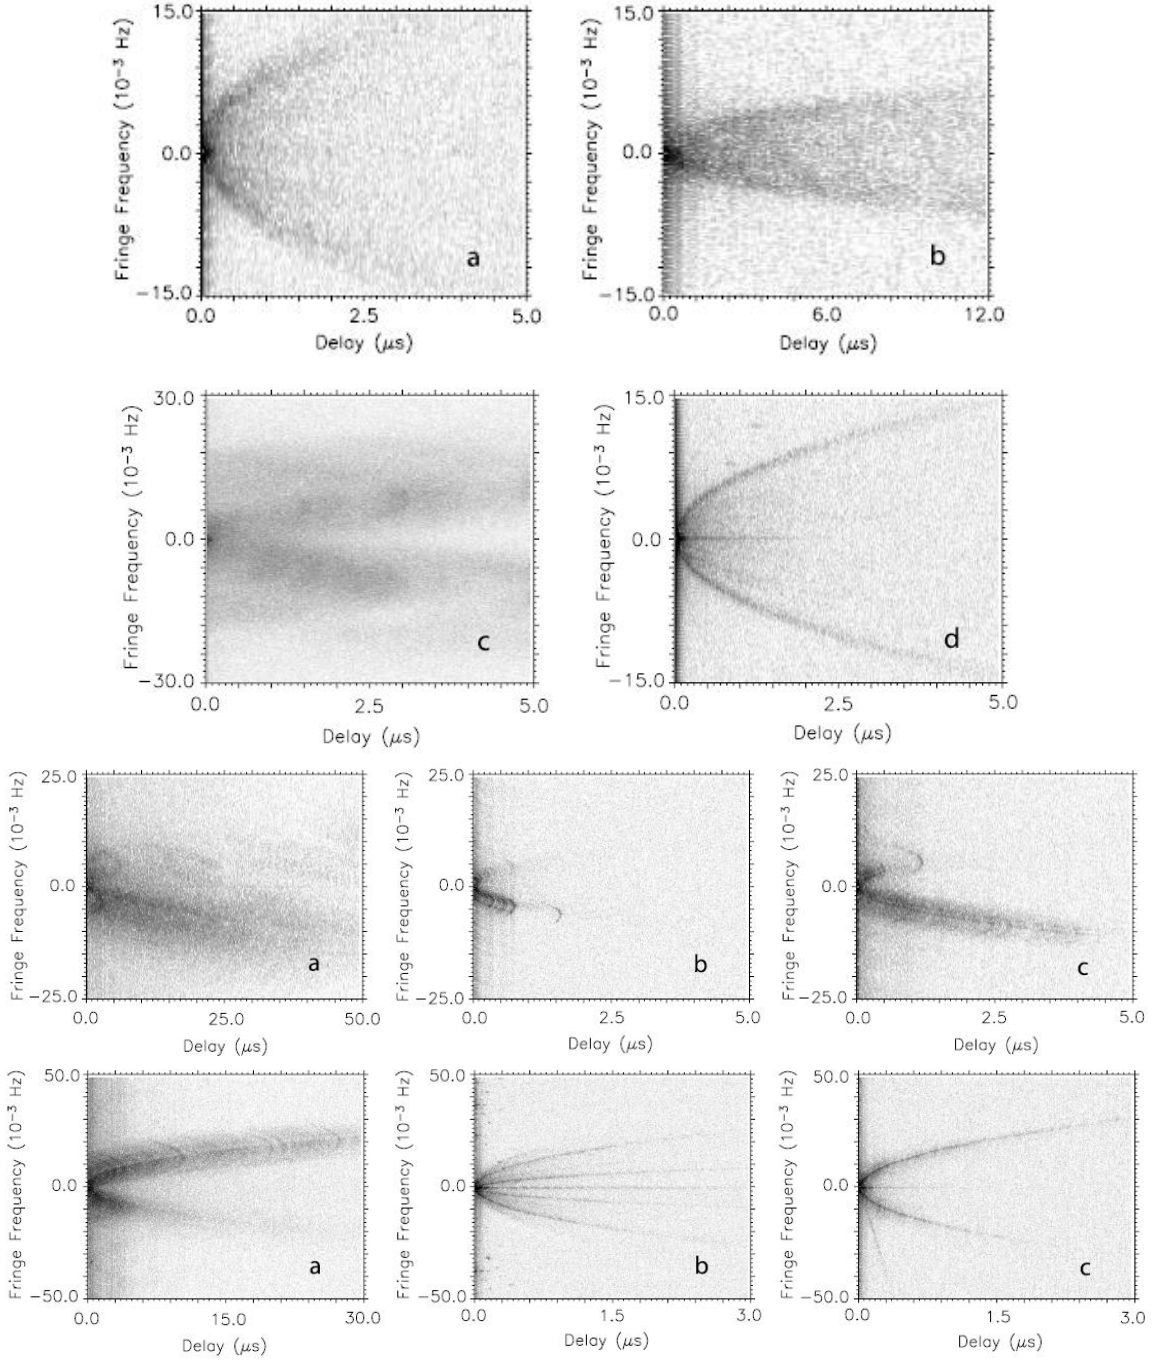 15.0
0.0
−15.0
Fringe Frequency (10⁻³ Hz)
a
0.0 2.5 5.0
Delay (μs)
15.0
0.0
−15.0
Fringe Frequency (10⁻³ Hz)
b
0.0 6.0 12.0
Delay (μs)
30.0
0.0
−30.0
Fringe Frequency (10⁻³ Hz)
c
0.0 2.5 5.0
Delay (μs)
15.0
0.0
−15.0
Fringe Frequency (10⁻³ Hz)
d
0.0 2.5 5.0
Delay (μs)
25.0
0.0
−25.0
Fringe Frequency (10⁻³ Hz)
a
0.0 25.0 50.0
Delay (μs)
25.0
0.0
−25.0
Fringe Frequency (10⁻³ Hz)
b
0.0 2.5 5.0
Delay (μs)
25.0
0.0
−25.0
Fringe Frequency (10⁻³ Hz)
c
0.0 2.5 5.0
Delay (μs)
50.0
0.0
−50.0
Fringe Frequency (10⁻³ Hz)
a
0.0 15.0 30.0
Delay (μs)
50.0
0.0
−50.0
Fringe Frequency (10⁻³ Hz)
b
0.0 1.5 3.0
Delay (μs)
50.0
0.0
−50.0
Fringe Frequency (10⁻³ Hz)
c
0.0 1.5 3.0
Delay (μs)